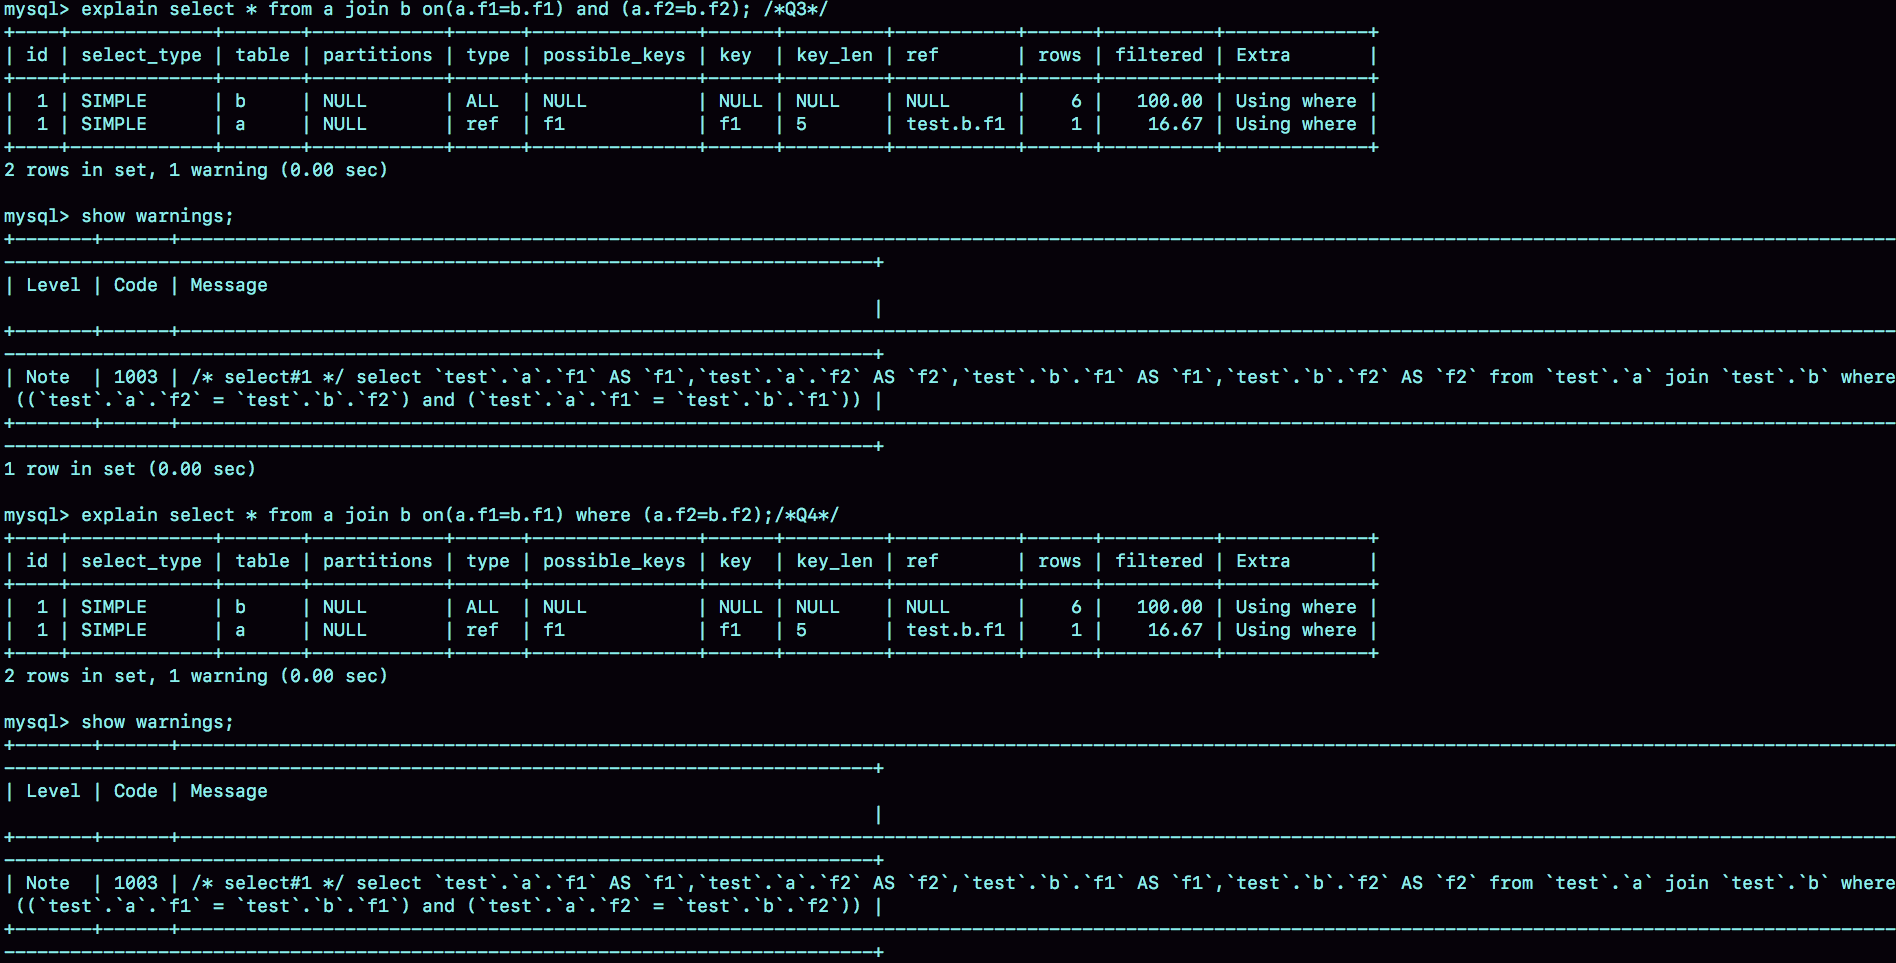 mysql> explain select * from a join b on(a.f1=b.f1) and (a.f2=b.f2); /*Q3*/
+----+-------------+-------+------------+------+---------------+------+---------+-----------+------+----------+-------------+
| id | select_type | table | partitions | type | possible_keys | key  | key_len | ref       | rows | filtered | Extra       |
+----+-------------+-------+------------+------+---------------+------+---------+-----------+------+----------+-------------+
|  1 | SIMPLE      | b     | NULL       | ALL  | NULL          | NULL | NULL    | NULL      |    6 |   100.00 | Using where |
|  1 | SIMPLE      | a     | NULL       | ref  | f1            | f1   | 5       | test.b.f1 |    1 |    16.67 | Using where |
+----+-------------+-------+------------+------+---------------+------+---------+-----------+------+----------+-------------+
2 rows in set, 1 warning (0.00 sec)

mysql> show warnings;
| Level | Code | Message
|
| Note  | 1003 | /* select#1 */ select `test`.`a`.`f1` AS `f1`,`test`.`a`.`f2` AS `f2`,`test`.`b`.`f1` AS `f1`,`test`.`b`.`f2` AS `f2` from `test`.`a` join `test`.`b` where
((`test`.`a`.`f2` = `test`.`b`.`f2`) and (`test`.`a`.`f1` = `test`.`b`.`f1`)) |
1 row in set (0.00 sec)

mysql> explain select * from a join b on(a.f1=b.f1) where (a.f2=b.f2);/*Q4*/
+----+-------------+-------+------------+------+---------------+------+---------+-----------+------+----------+-------------+
| id | select_type | table | partitions | type | possible_keys | key  | key_len | ref       | rows | filtered | Extra       |
+----+-------------+-------+------------+------+---------------+------+---------+-----------+------+----------+-------------+
|  1 | SIMPLE      | b     | NULL       | ALL  | NULL          | NULL | NULL    | NULL      |    6 |   100.00 | Using where |
|  1 | SIMPLE      | a     | NULL       | ref  | f1            | f1   | 5       | test.b.f1 |    1 |    16.67 | Using where |
+----+-------------+-------+------------+------+---------------+------+---------+-----------+------+----------+-------------+
2 rows in set, 1 warning (0.00 sec)

mysql> show warnings;
| Level | Code | Message
|
| Note  | 1003 | /* select#1 */ select `test`.`a`.`f1` AS `f1`,`test`.`a`.`f2` AS `f2`,`test`.`b`.`f1` AS `f1`,`test`.`b`.`f2` AS `f2` from `test`.`a` join `test`.`b` where
((`test`.`a`.`f1` = `test`.`b`.`f1`) and (`test`.`a`.`f2` = `test`.`b`.`f2`)) |